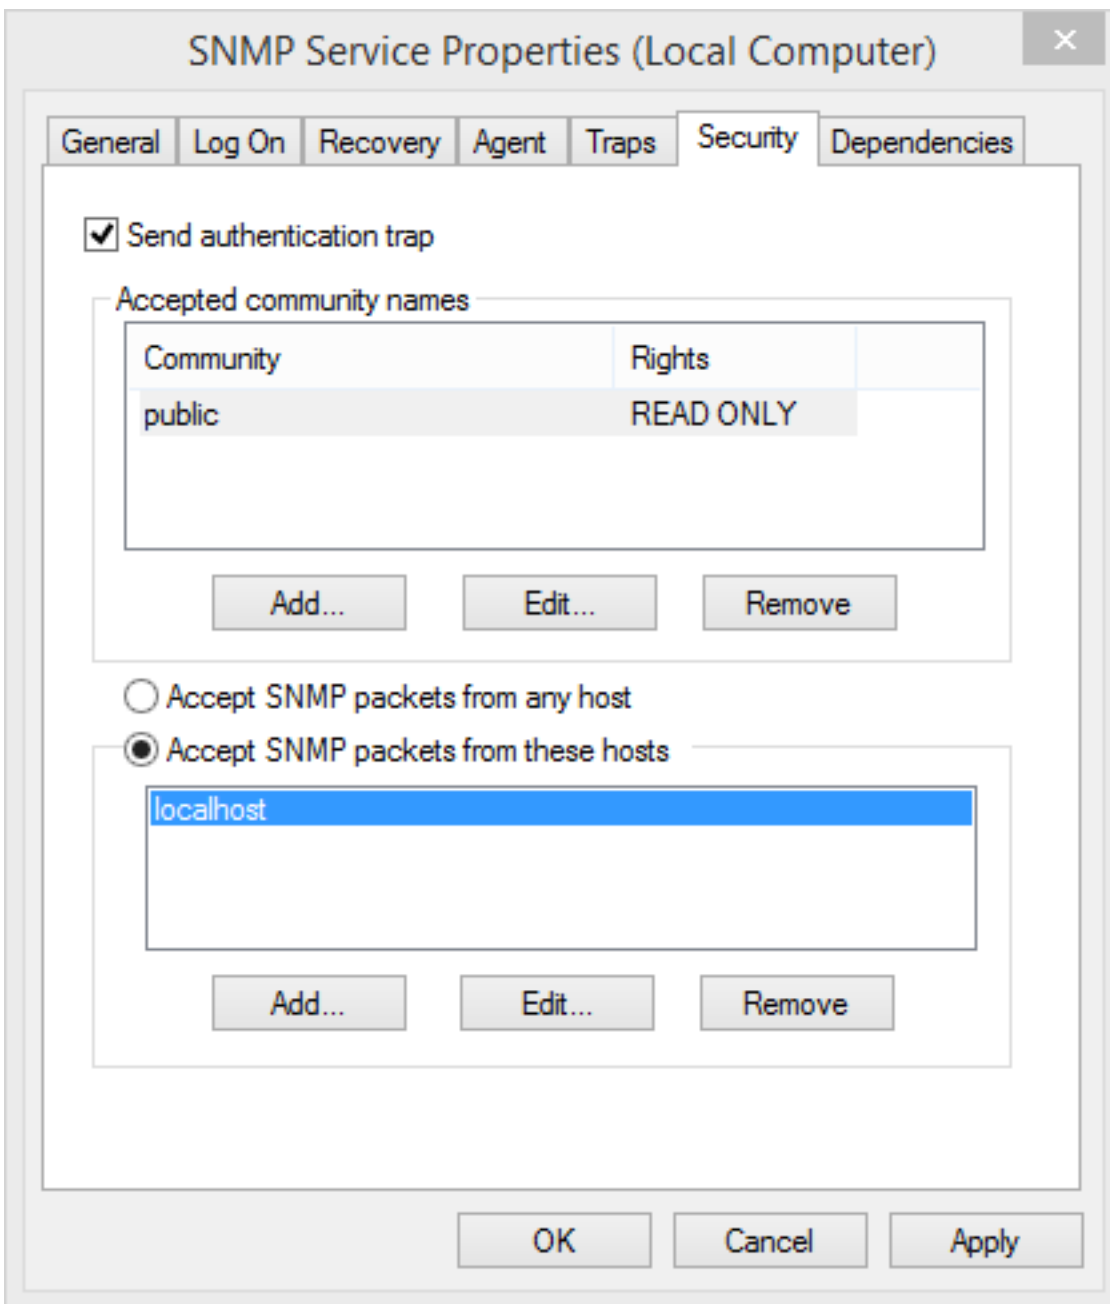 SNMP Service Properties (Local Computer)
General Log On Recovery Agent Traps Security Dependencies
Send authentication trap
Accepted community names
Community Rights
public READ ONLY
Add... Edit... Remove
Accept SNMP packets from any host
Accept SNMP packets from these hosts
localhost
Add... Edit... Remove
OK Cancel Apply